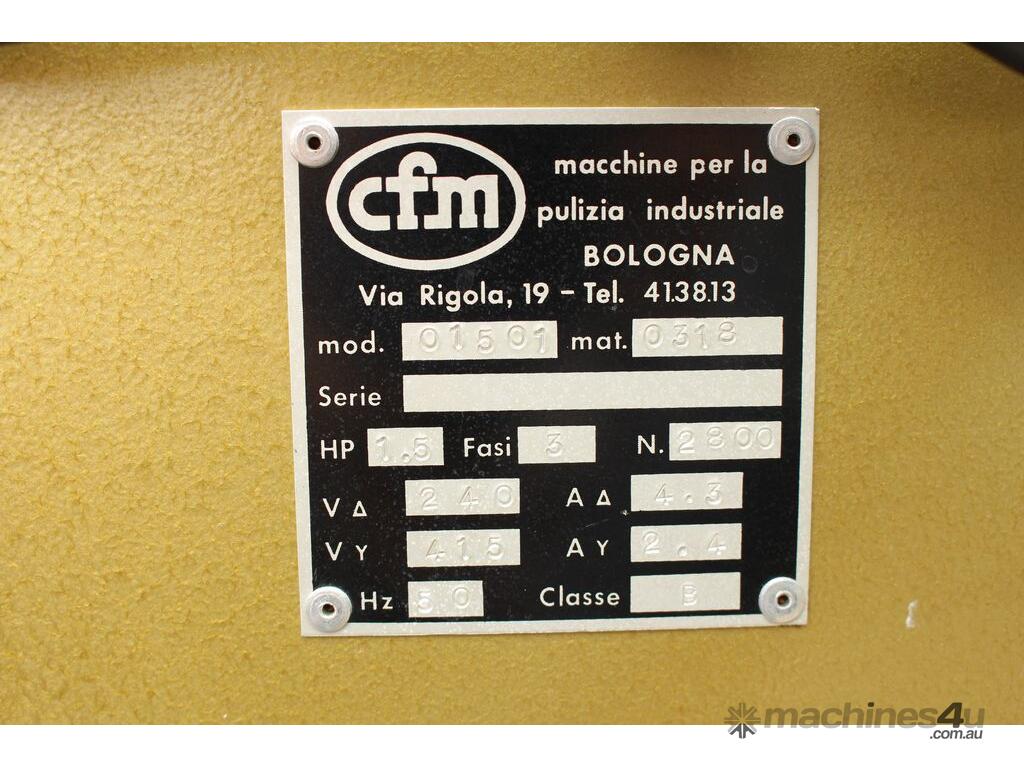 cfm
macchine per la
pulizia industriale
BOLOGNA
Via Rigola, 19 - Tel. 41.38.13
mod. 01501 mat. 0318
Serie
HP 1.5 Fasi 3 N. 2800
V Δ 240 A Δ 4.3
V Y 415 A Y 2.4
Hz 50 Classe B
machines4u
.com.au